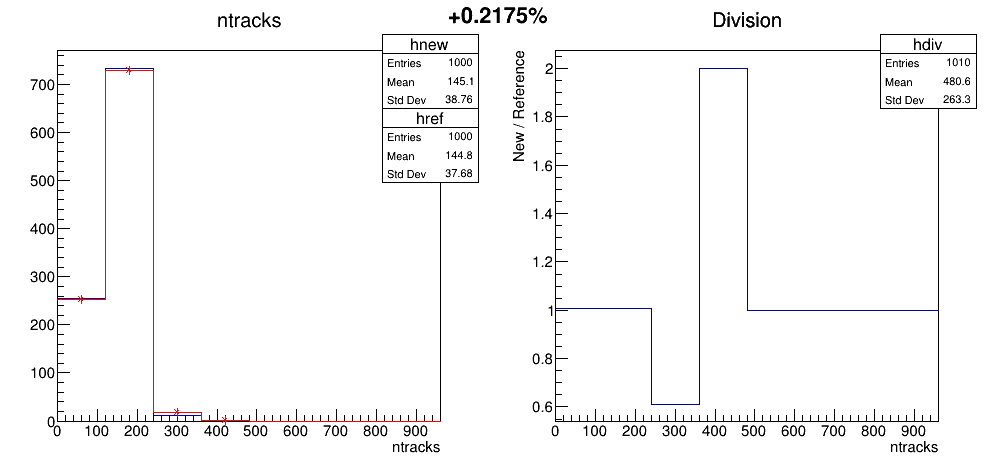 +0.2175%
ntracks
hnew
Entries 1000
Mean 145.1
Std Dev 38.76
href
Entries 1000
Mean 144.8
Std Dev 37.68
700
600
500
400
300
200
100
0
0 100 200 300 400 500 600 700 800 900
ntracks
Division
hdiv
Entries 1010
Mean 480.6
Std Dev 263.3
New / Reference
2
1.8
1.6
1.4
1.2
1
0.8
0.6
0 100 200 300 400 500 600 700 800 900
ntracks